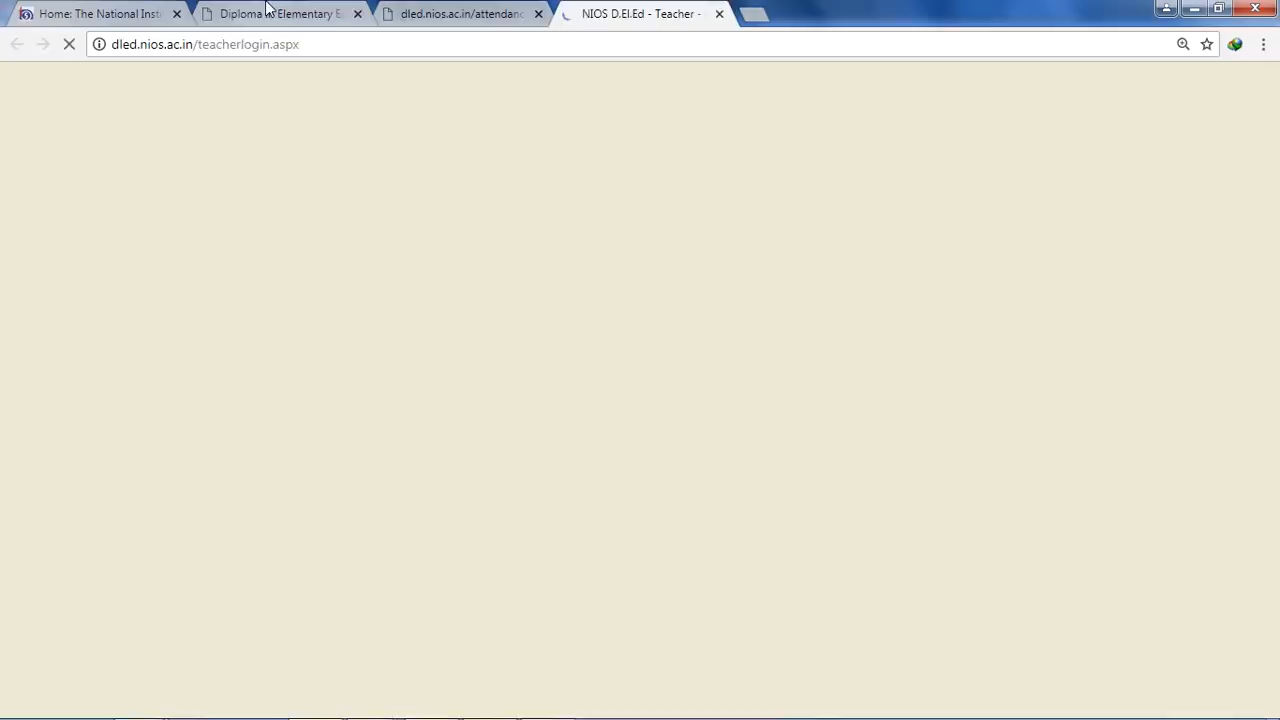 Home: The National Inst
Diploma Elementary E
dled.nios.ac.in/attendanc
NIOS D.El.Ed - Teacher -
dled.nios.ac.in/teacherlogin.aspx